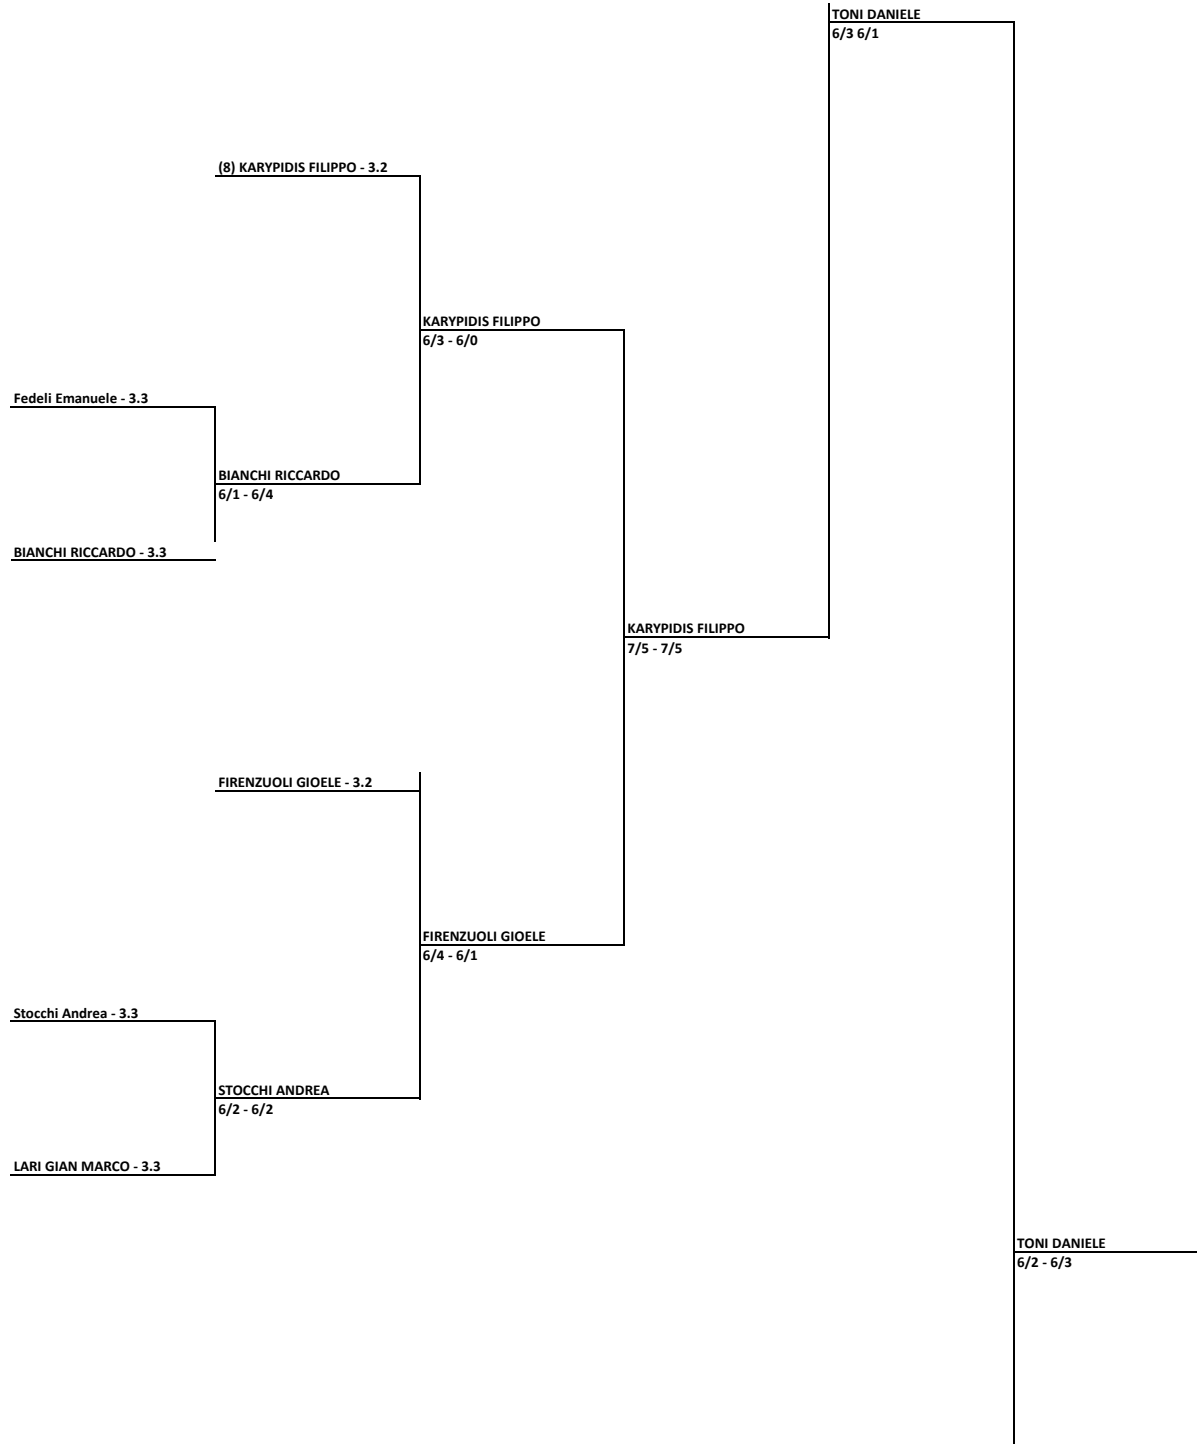 TONI DANIELE
6/3 6/1
(8) KARYPIDIS FILIPPO - 3.2
KARYPIDIS FILIPPO
6/3 - 6/0
Fedeli Emanuele - 3.3
BIANCHI RICCARDO
6/1 - 6/4
BIANCHI RICCARDO - 3.3
KARYPIDIS FILIPPO
7/5 - 7/5
FIRENZUOLI GIOELE - 3.2
FIRENZUOLI GIOELE
6/4 - 6/1
Stocchi Andrea - 3.3
STOCCHI ANDREA
6/2 - 6/2
LARI GIAN MARCO - 3.3
TONI DANIELE
6/2 - 6/3